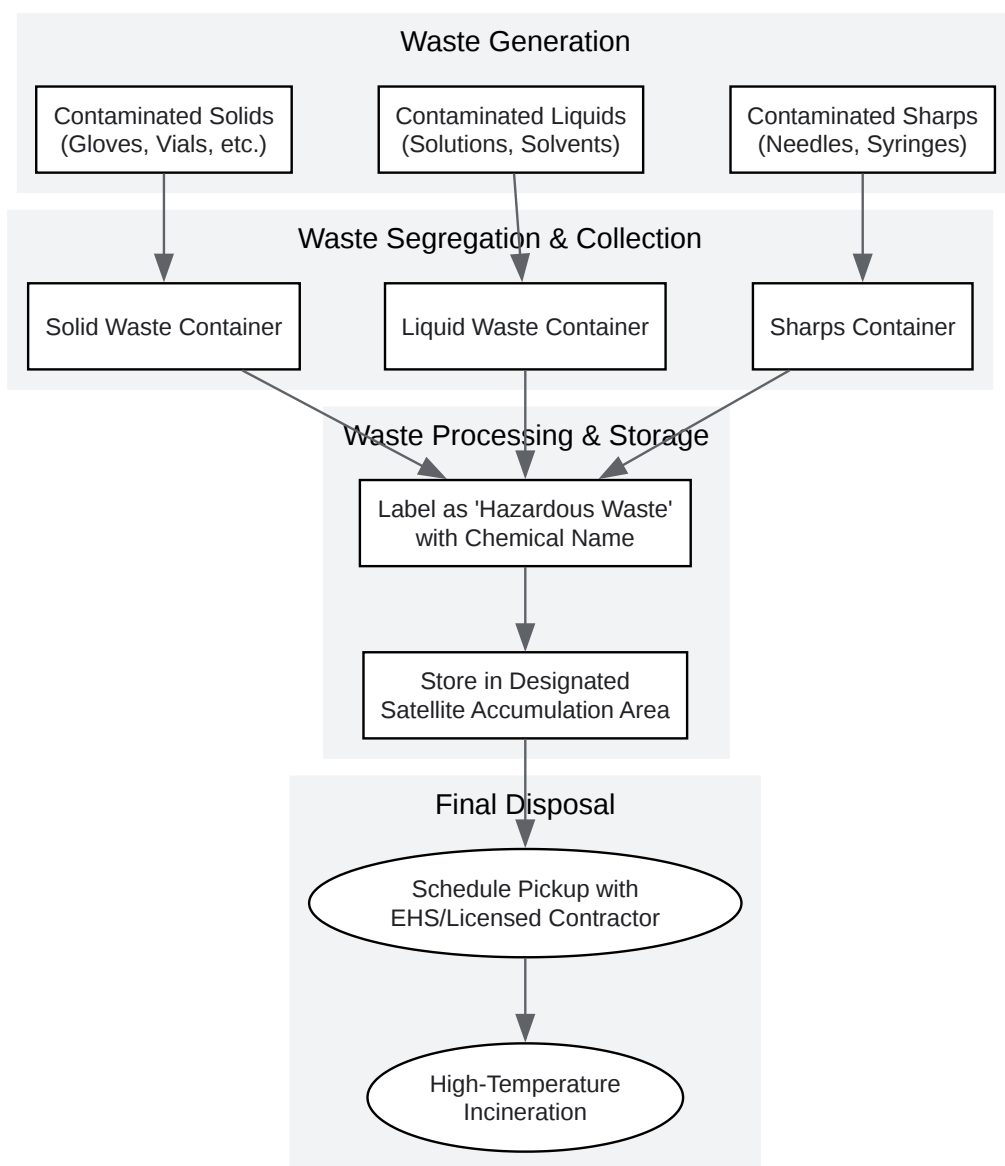 Waste Generation
Contaminated Solids
(Gloves, Vials, etc.)
Contaminated Liquids
(Solutions, Solvents)
Contaminated Sharps
(Needles, Syringes)
Waste Segregation & Collection
Solid Waste Container
Liquid Waste Container
Sharps Container
Waste Processing & Storage
Label as 'Hazardous Waste'
with Chemical Name
Store in Designated
Satellite Accumulation Area
Final Disposal
Schedule Pickup with
EHS/Licensed Contractor
High-Temperature
Incineration